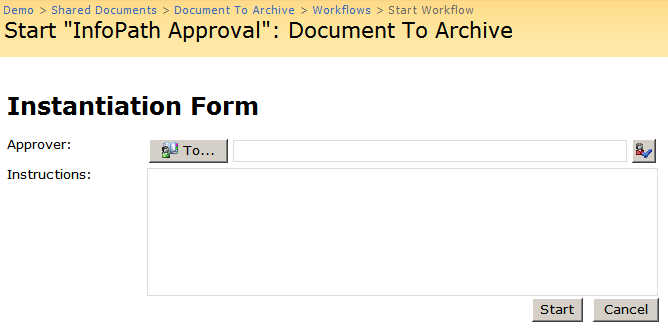 Demo > Shared Documents > Document To Archive > Workflows > Start Workflow
Start "InfoPath Approval": Document To Archive
Instantiation Form
Approver:
To...
Instructions:
Start Cancel